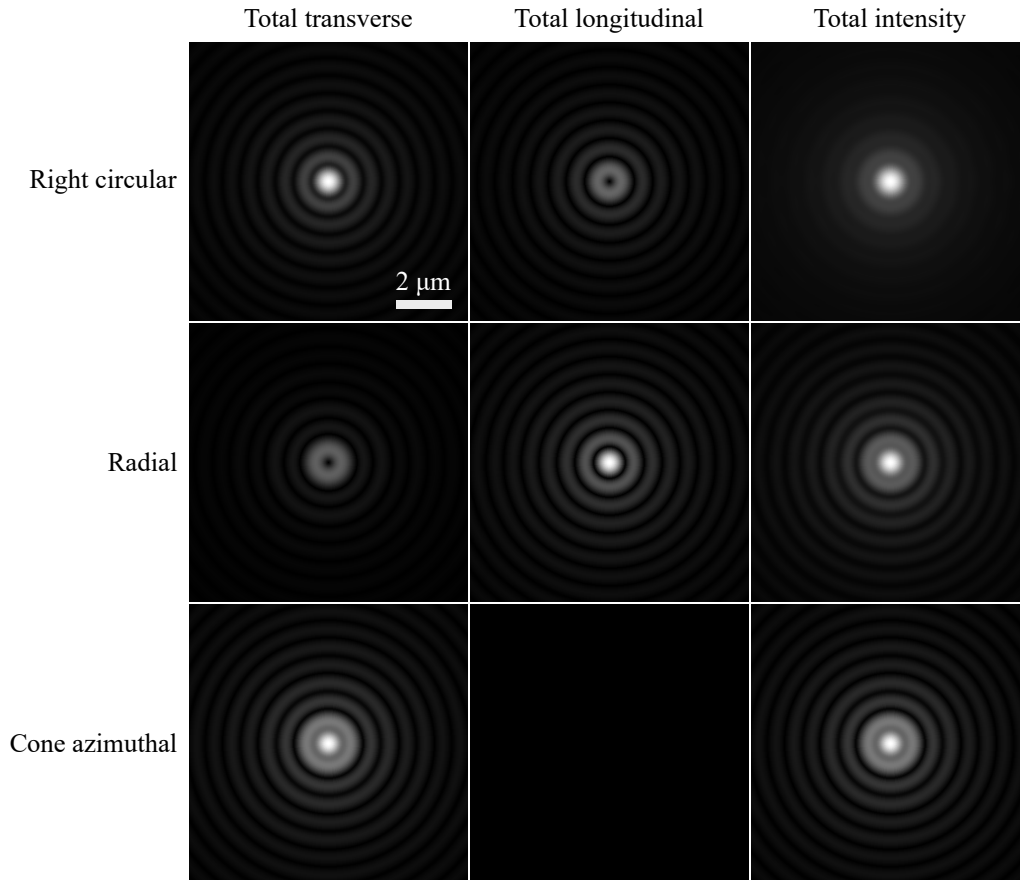 Total transverse
Total longitudinal
Total intensity
Right circular
2 μm
Radial
Cone azimuthal